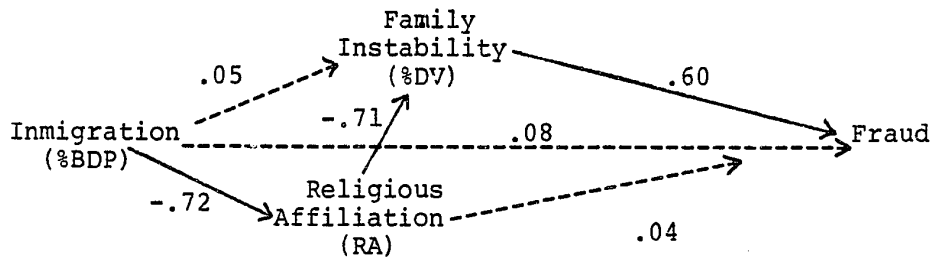 Family
Instability
(%DV)
.05
.60
-.71
Inmigration
(%BDP)
.08
Fraud
-.72
Religious
Affiliation
(RA)
.04